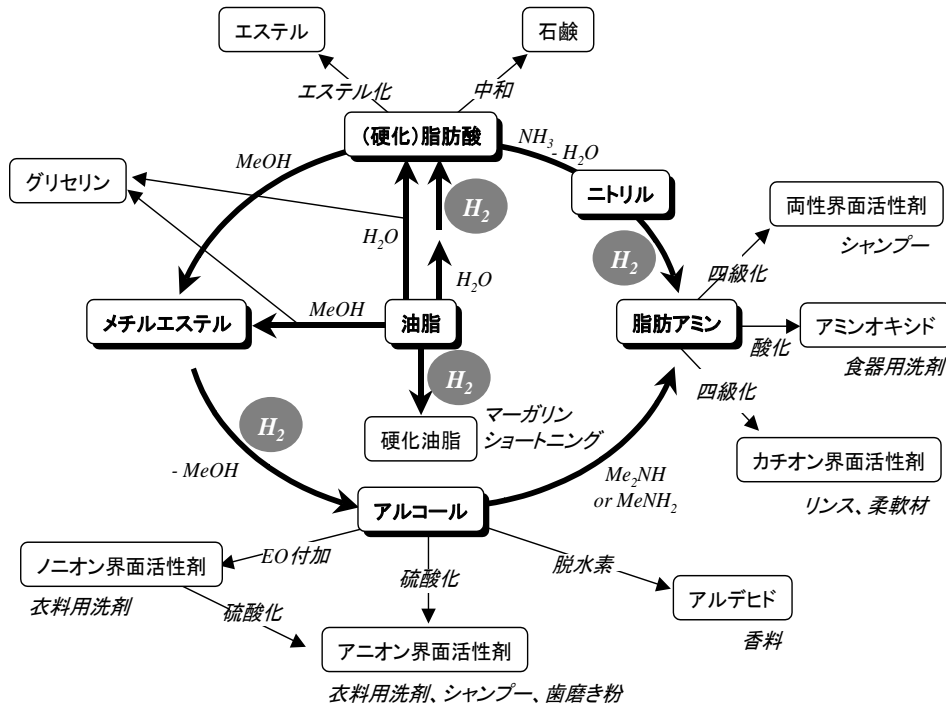 エステル
石鹸
エステル化
中和
(硬化)脂肪酸
MeOH
NH3
- H2O
グリセリン
ニトリル
H2
両性界面活性剤
シャンプー
H2O
H2
四級化
H2O
メチルエステル
MeOH
油脂
脂肪アミン
アミンオキシド
酸化
食器用洗剤
H2
四級化
マーガリン
ショートニング
硬化油脂
H2
カチオン界面活性剤
- MeOH
Me2NH
or MeNH2
リンス、柔軟材
アルコール
EO付加
脱水素
ノニオン界面活性剤
硫酸化
衣料用洗剤
硫酸化
アルデヒド
香料
アニオン界面活性剤
衣料用洗剤、シャンプー、歯磨き粉